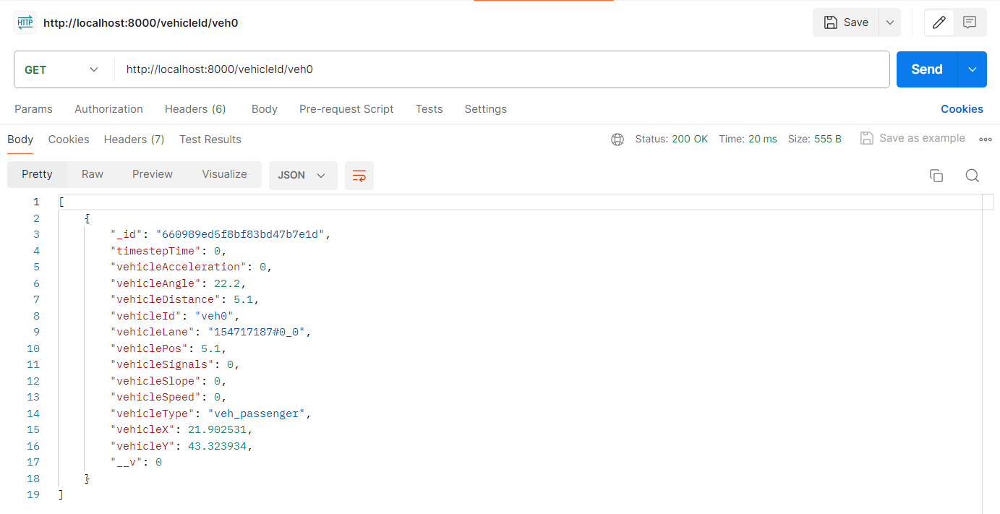 HTTP http://localhost:8000/vehicleId/veh0 Save
GET http://localhost:8000/vehicleId/veh0 Send
Params Authorization Headers (6) Body Pre-request Script Tests Settings Cookies
Body Cookies Headers (7) Test Results Status: 200 OK Time: 20 ms Size: 555 B Save as example
Pretty Raw Preview Visualize JSON
1 [
2 {
3 "_id": "660989ed5f8bf83bd47b7e1d",
4 "timestepTime": 0,
5 "vehicleAcceleration": 0,
6 "vehicleAngle": 22.2,
7 "vehicleDistance": 5.1,
8 "vehicleId": "veh0",
9 "vehicleLane": "154717187#0_0",
10 "vehiclePos": 5.1,
11 "vehicleSignals": 0,
12 "vehicleSlope": 0,
13 "vehicleSpeed": 0,
14 "vehicleType": "veh_passenger",
15 "vehicleX": 21.902531,
16 "vehicleY": 43.323934,
17 "__v": 0
18 }
19 ]